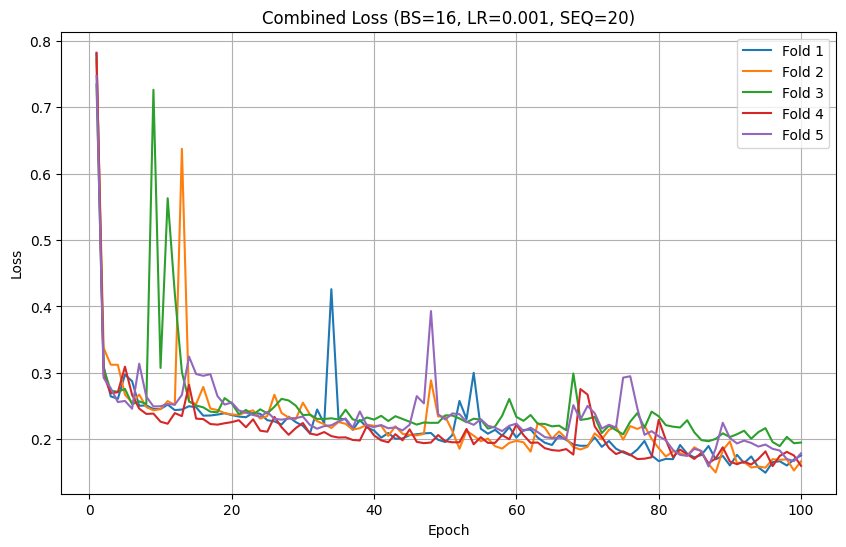 Combined Loss (BS=16, LR=0.001, SEQ=20)
Fold 1
Fold 2
Fold 3
Fold 4
Fold 5
Loss
0.8
0.7
0.6
0.5
0.4
0.3
0.2
0 20 40 60 80 100
Epoch